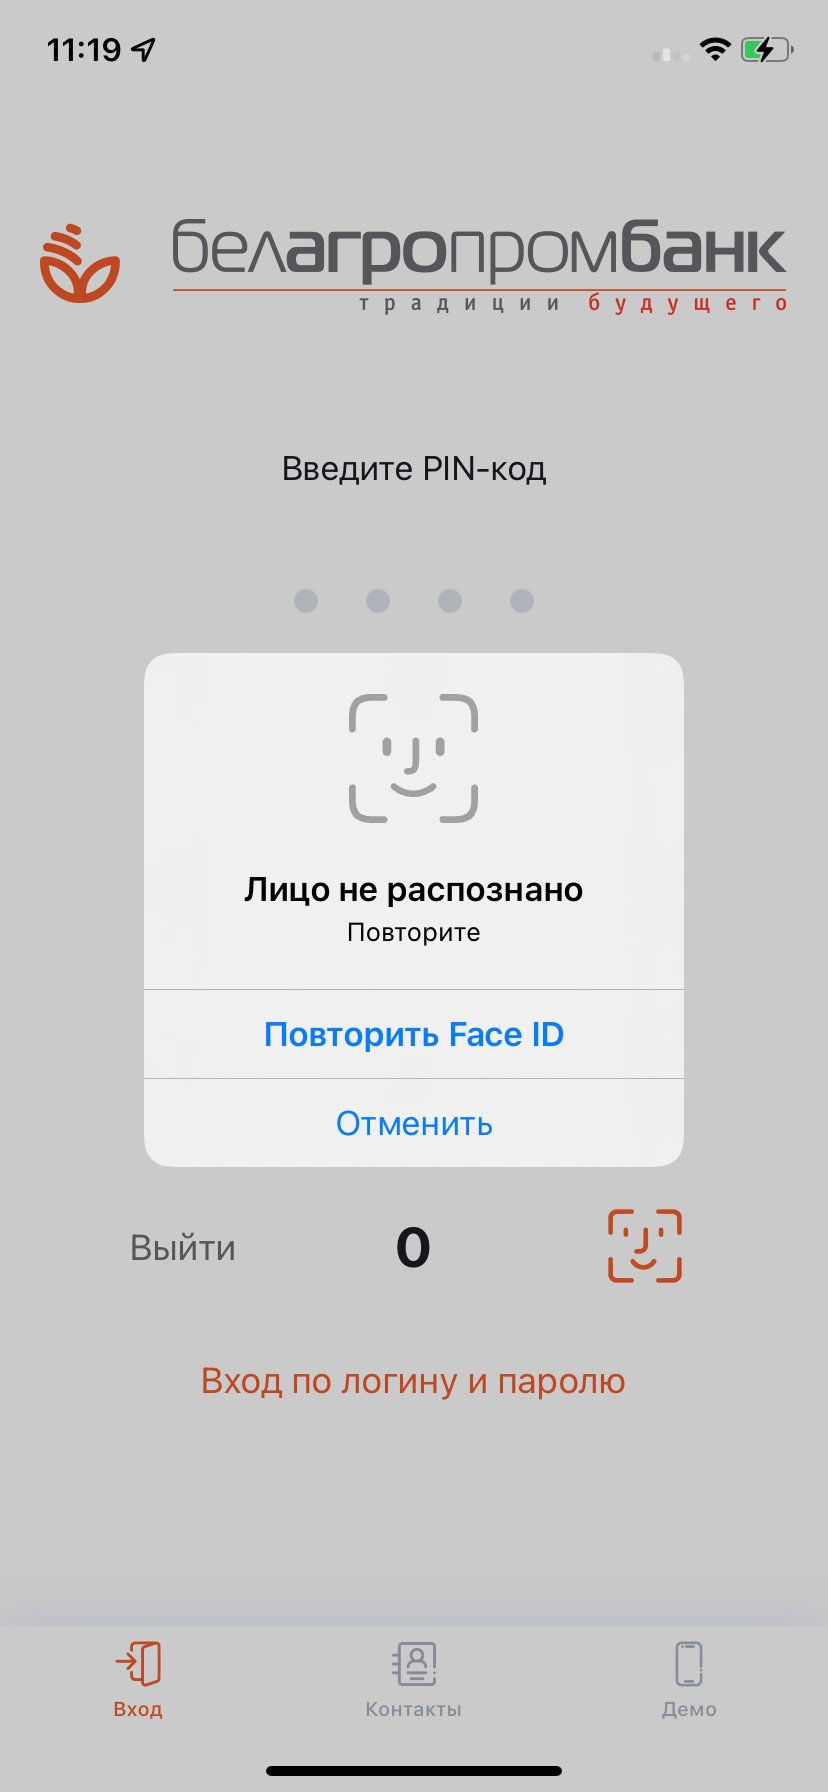 11:19
белагропромбанк
традиции будущего
Введите PIN-код
Лицо не распознано
Повторите
Повторить Face ID
Отменить
Выйти
0
Вход по логину и паролю
Вход
Контакты
Демо